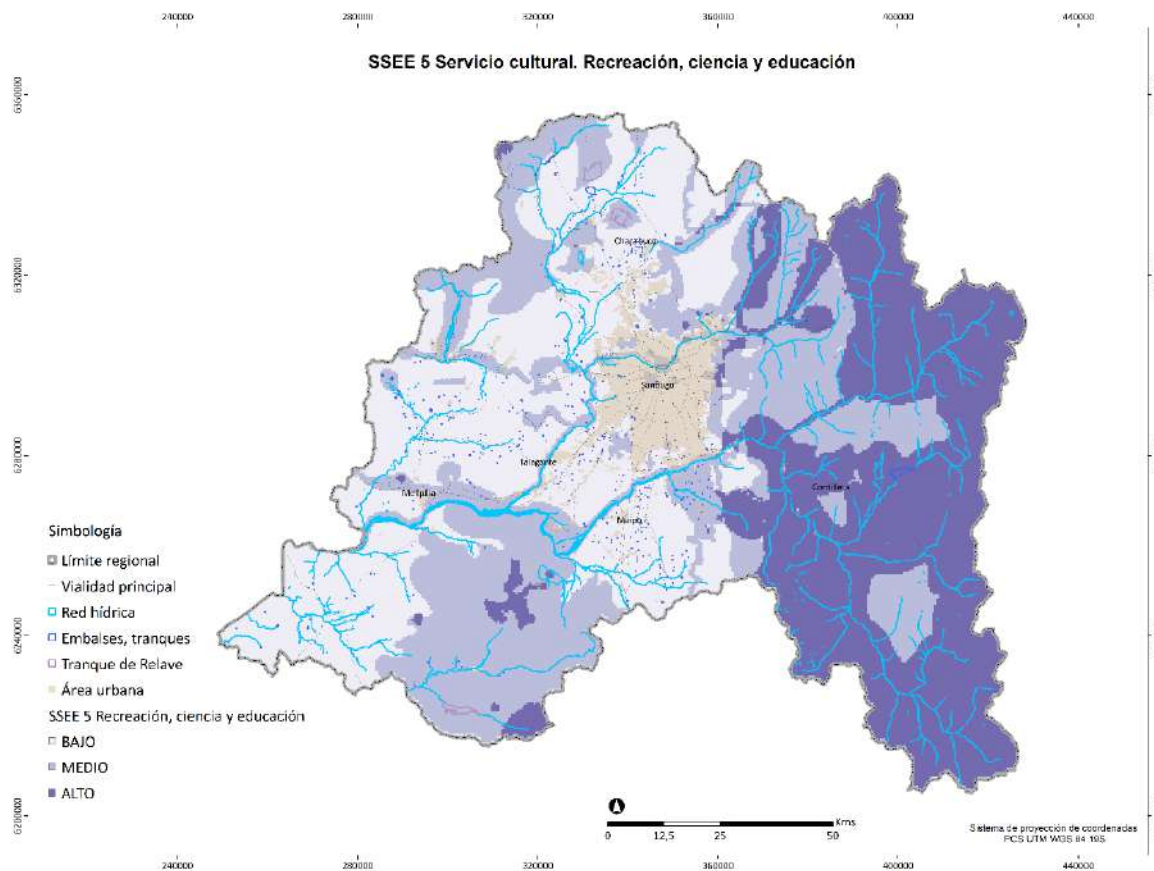 240000 280000 320000 360000 400000 440000
SSEE 5 Servicio cultural. Recreación, ciencia y educación
6360000
6320000
6280000
6240000
6200000
Chacabuco
Santiago
Talagante
Melipilla
Maipo
Cordillera
Simbología
Límite regional
Vialidad principal
Red hídrica
Embalses, tranques
Tranque de Relave
Área urbana
SSEE 5 Recreación, ciencia y educación
BAJO
MEDIO
ALTO
0 12,5 25 50
Kms
Sistema de proyección de coordenadas
PCS UTM WGS 84 19S
240000 280000 320000 360000 400000 440000